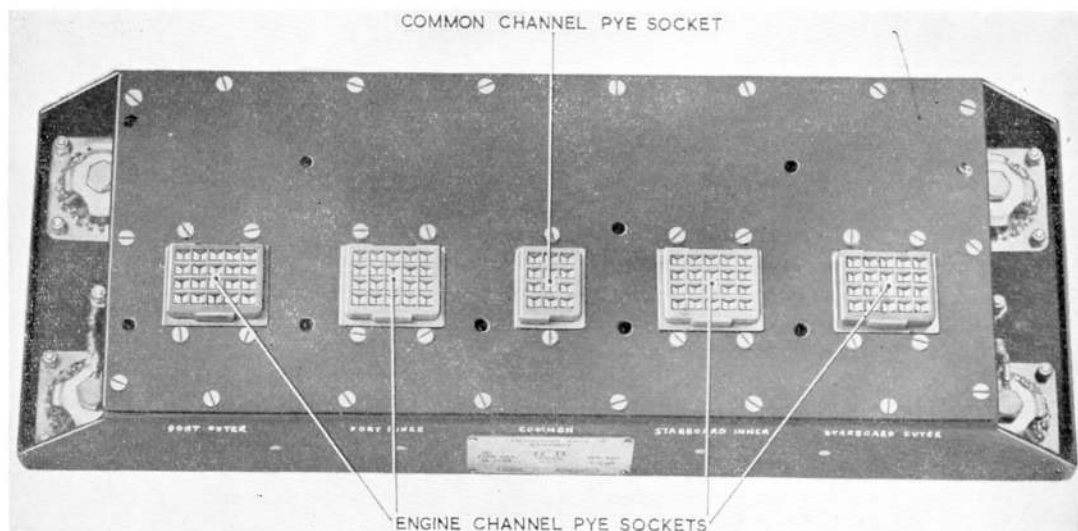 COMMON CHANNEL PYE SOCKET
PORT OUTER
PORT INNER
COMMON
STARBOARD INNER
STARBOARD OUTER
ENGINE CHANNEL PYE SOCKETS